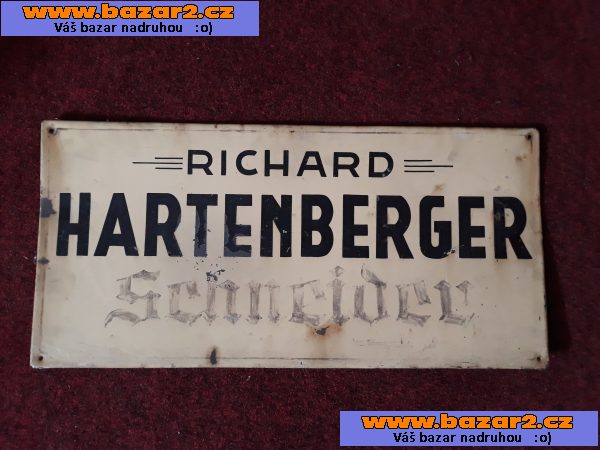 www.bazar2.cz
Váš bazar nadruhou :o)
RICHARD
HARTENBERGER
Schneider
www.bazar2.cz
Váš bazar nadruhou :o)